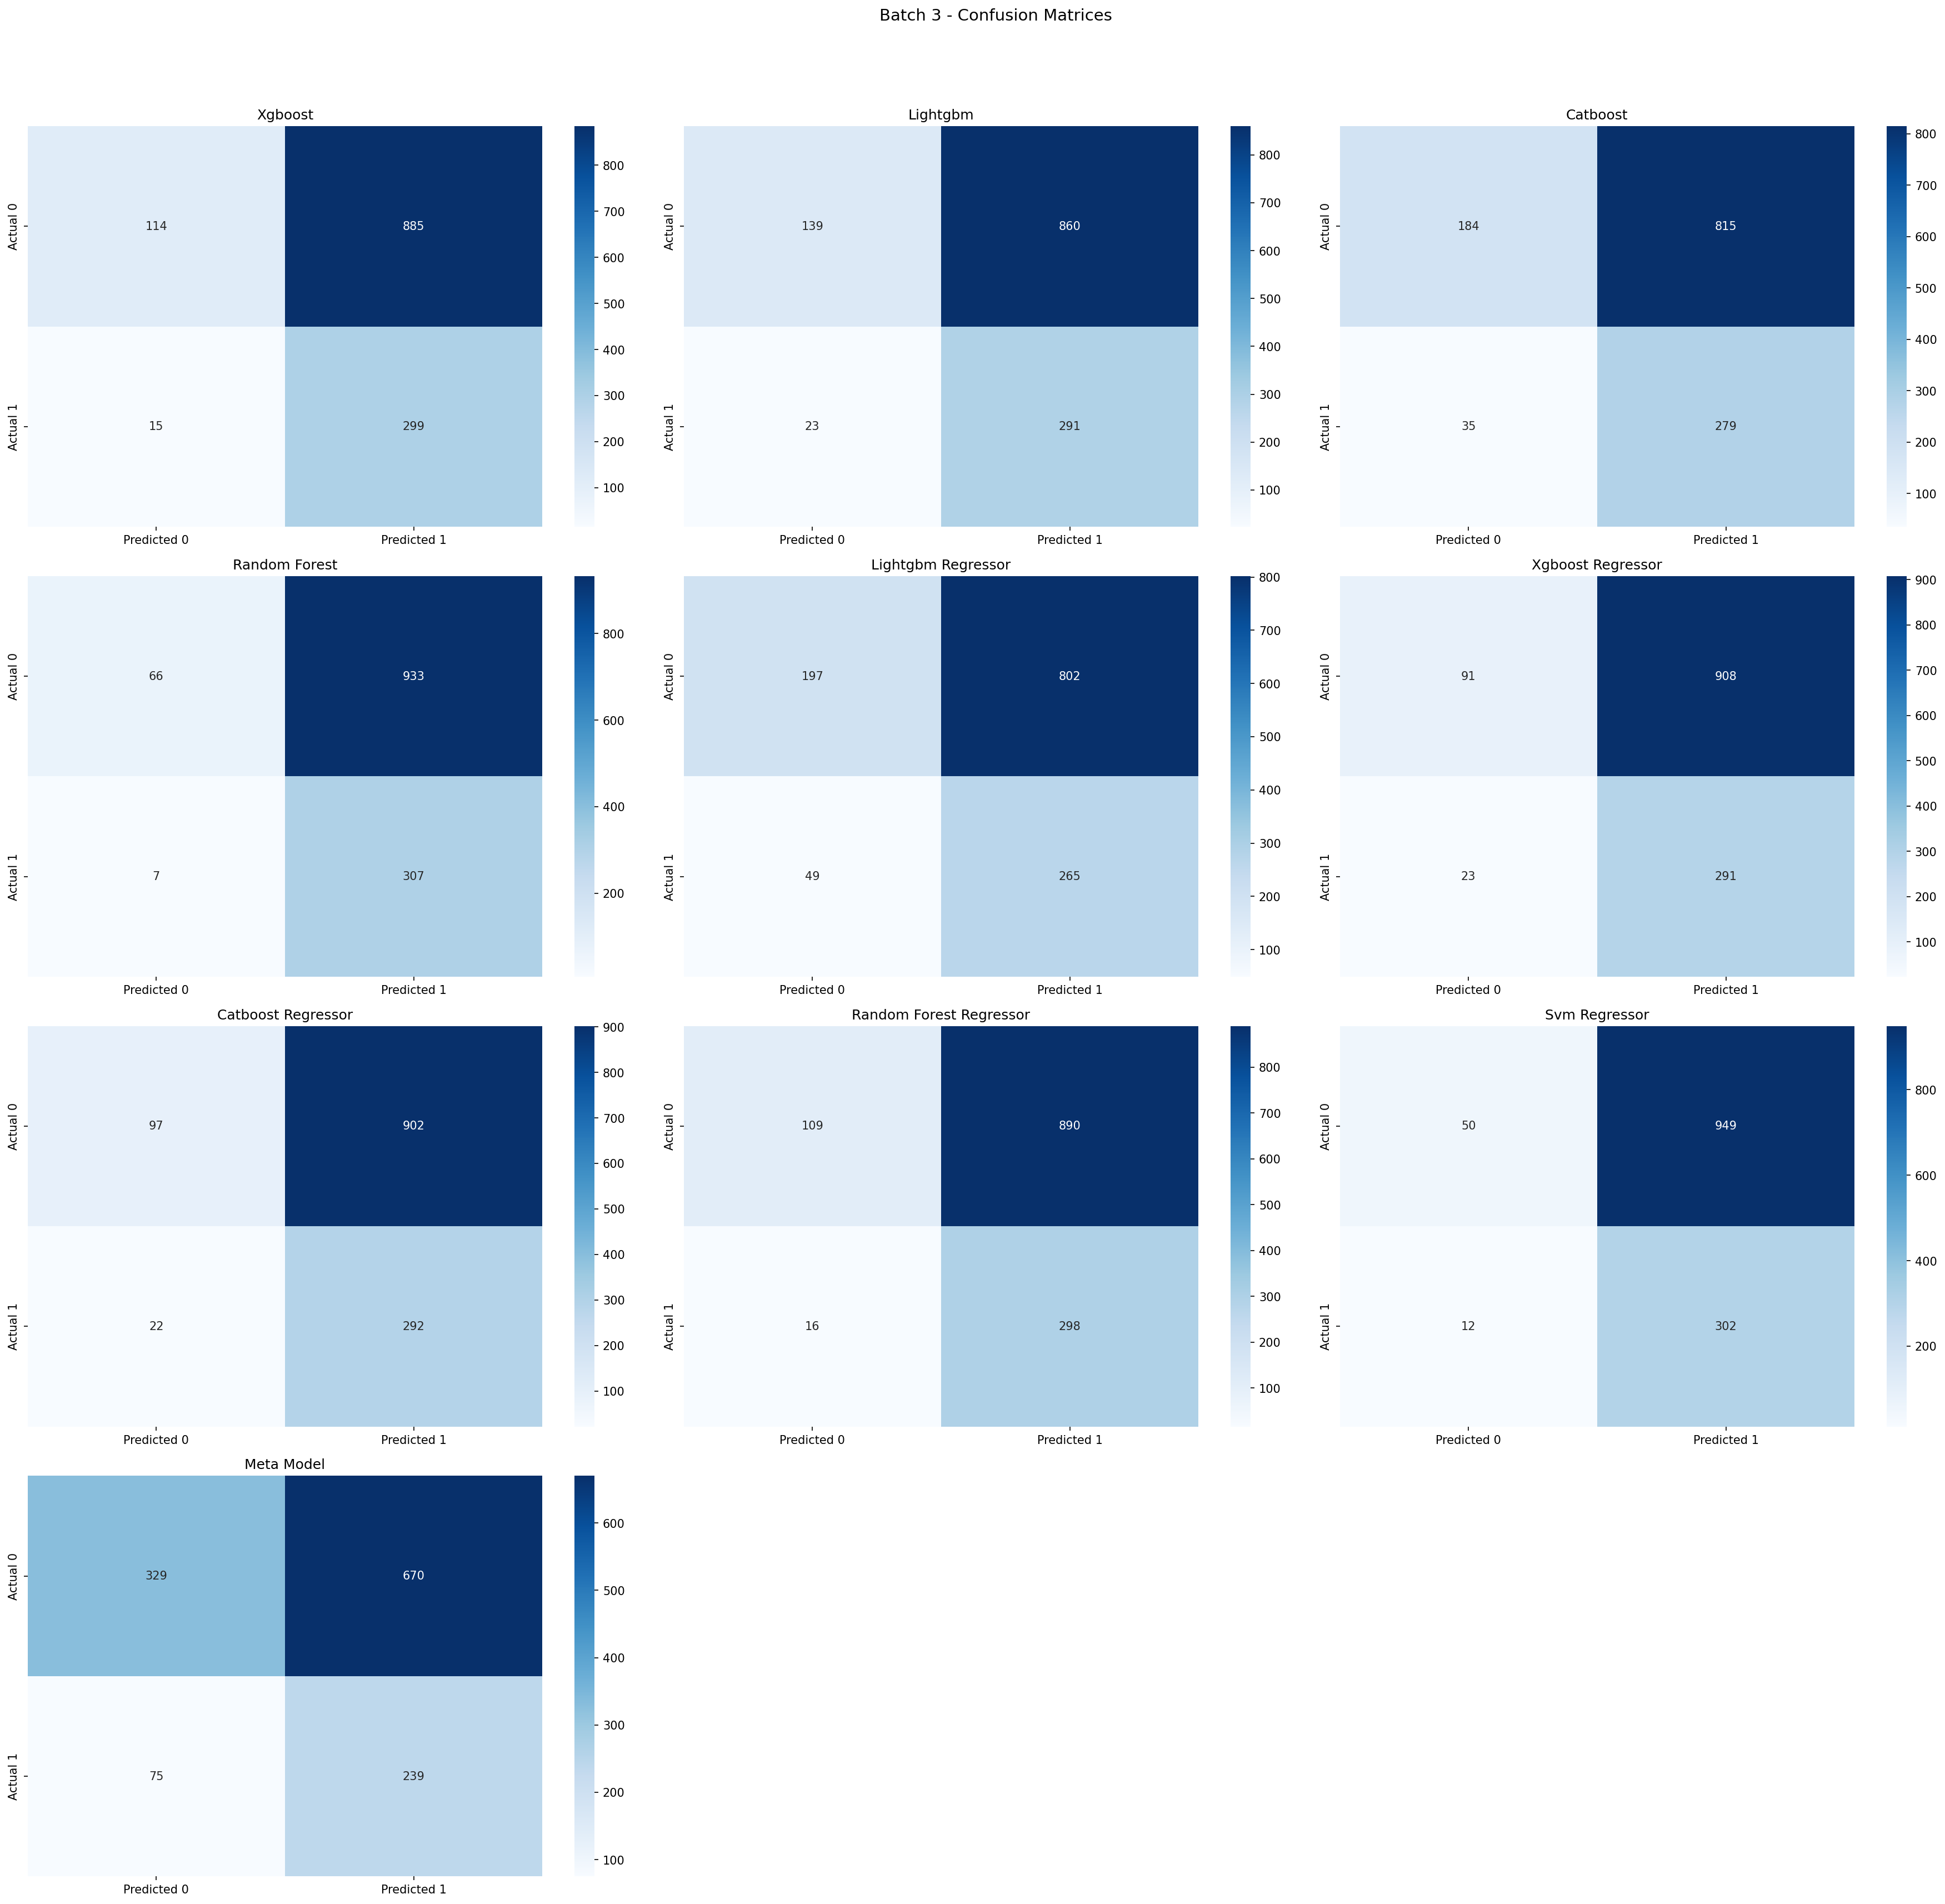 Batch 3 - Confusion Matrices
Xgboost
Actual 0
Actual 1
114
885
15
299
Predicted 0
Predicted 1
800
700
600
500
400
300
200
100
Lightgbm
Actual 0
Actual 1
139
860
23
291
Predicted 0
Predicted 1
800
700
600
500
400
300
200
100
Catboost
Actual 0
Actual 1
184
815
35
279
Predicted 0
Predicted 1
800
700
600
500
400
300
200
100
Random Forest
Actual 0
Actual 1
66
933
7
307
Predicted 0
Predicted 1
800
600
400
200
Lightgbm Regressor
Actual 0
Actual 1
197
802
49
265
Predicted 0
Predicted 1
800
700
600
500
400
300
200
100
Xgboost Regressor
Actual 0
Actual 1
91
908
23
291
Predicted 0
Predicted 1
900
800
700
600
500
400
300
200
100
Catboost Regressor
Actual 0
Actual 1
97
902
22
292
Predicted 0
Predicted 1
900
800
700
600
500
400
300
200
100
Random Forest Regressor
Actual 0
Actual 1
109
890
16
298
Predicted 0
Predicted 1
800
700
600
500
400
300
200
100
Svm Regressor
Actual 0
Actual 1
50
949
12
302
Predicted 0
Predicted 1
800
600
400
200
Meta Model
Actual 0
Actual 1
329
670
75
239
Predicted 0
Predicted 1
600
500
400
300
200
100